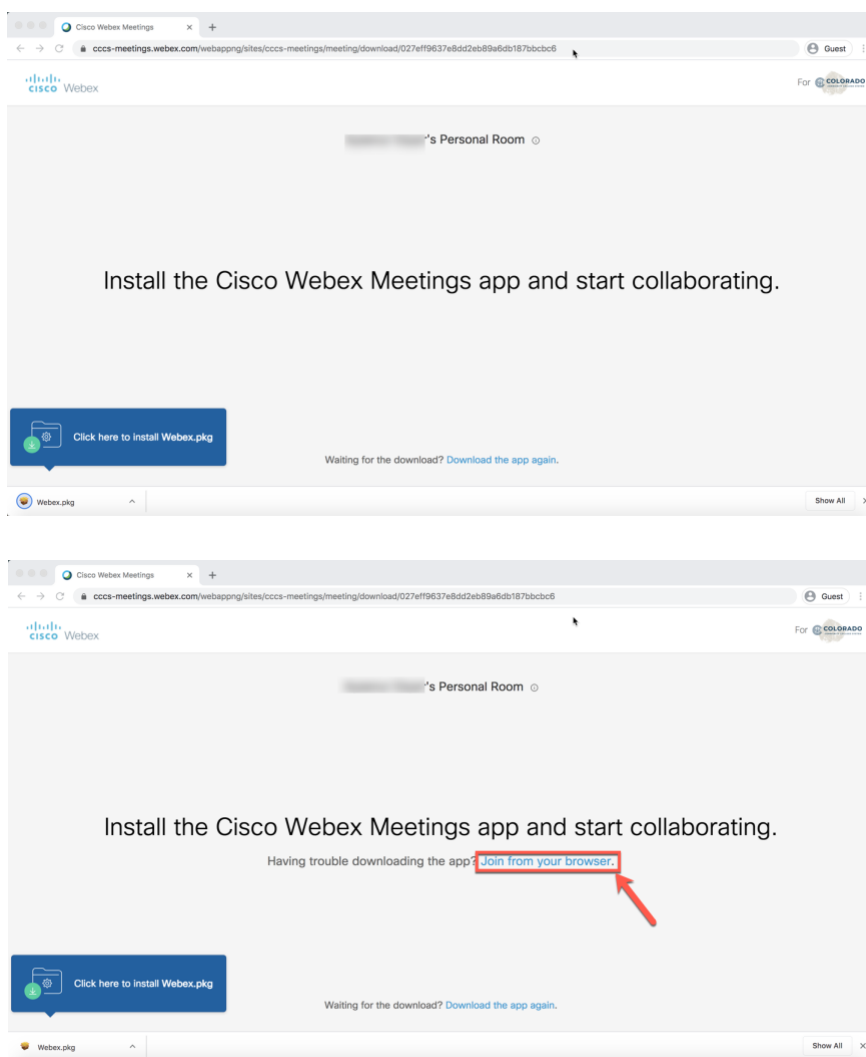 Cisco Webex Meetings
cccs-meetings.webex.com/webappng/sites/cccs-meetings/meeting/download/027eff9637e8dd2eb89a6db187bbcbc6
Guest
CISCO Webex
For COLORADO
's Personal Room
Install the Cisco Webex Meetings app and start collaborating.
Click here to install Webex.pkg
Waiting for the download? Download the app again.
Webex.pkg
Show All
Cisco Webex Meetings
cccs-meetings.webex.com/webappng/sites/cccs-meetings/meeting/download/027eff9637e8dd2eb89a6db187bbcbc6
Guest
CISCO Webex
For COLORADO
's Personal Room
Install the Cisco Webex Meetings app and start collaborating.
Having trouble downloading the app? Join from your browser.
Click here to install Webex.pkg
Waiting for the download? Download the app again.
Webex.pkg
Show All